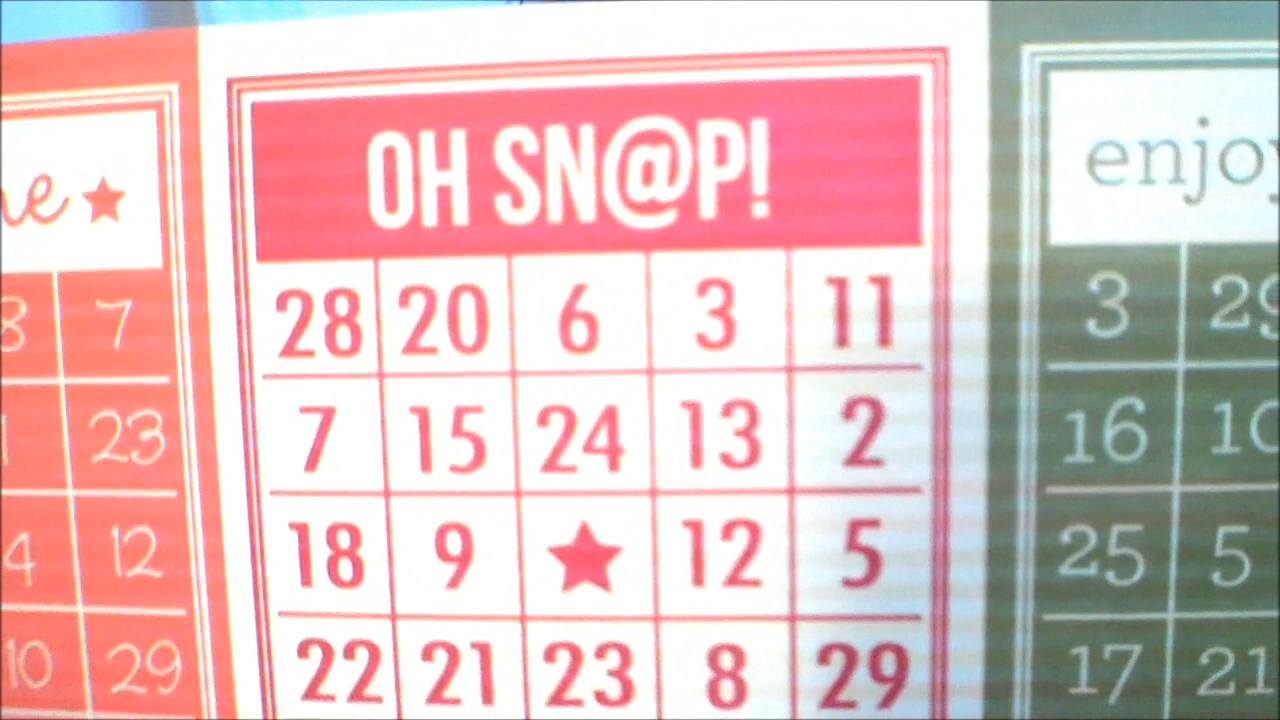 OH SN@P!
28 20 6 3 11
7 15 24 13 2
18 9 ★ 12 5
22 21 23 8 29
★
7
23
4 12
10 29
3
16
25 5
17 21